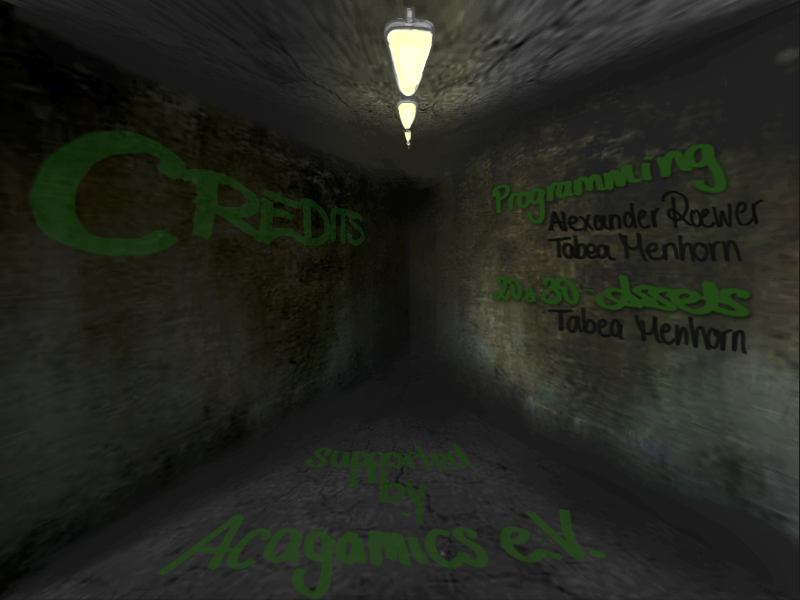 CREDITS
Programming
Alexander Roewer
Tabea Menhorn
2D & 3D-Assets
Tabea Menhorn
supported
by
Acagamics e.V.